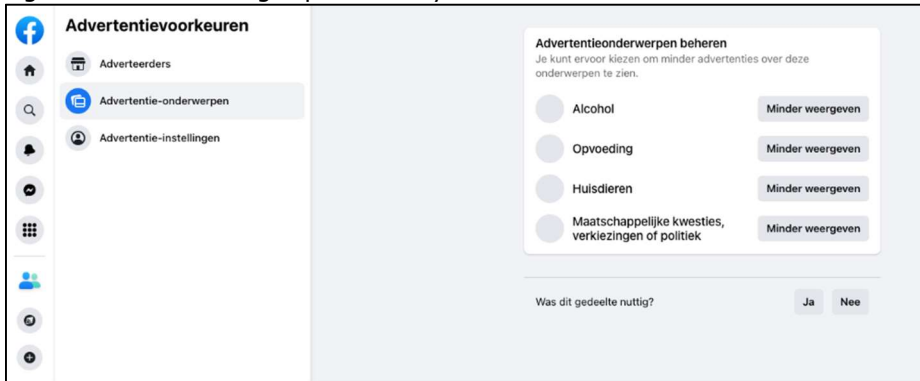 Advertentievoorkeuren
Adverteerders
Advertentie-onderwerpen
Advertentie-instellingen
Advertentieonderwerpen beheren
Je kunt ervoor kiezen om minder advertenties over deze
onderwerpen te zien.
Alcohol
Minder weergeven
Opvoeding
Minder weergeven
Huisdieren
Minder weergeven
Maatschappelijke kwesties,
verkiezingen of politiek
Minder weergeven
Was dit gedeelte nuttig?
Ja
Nee